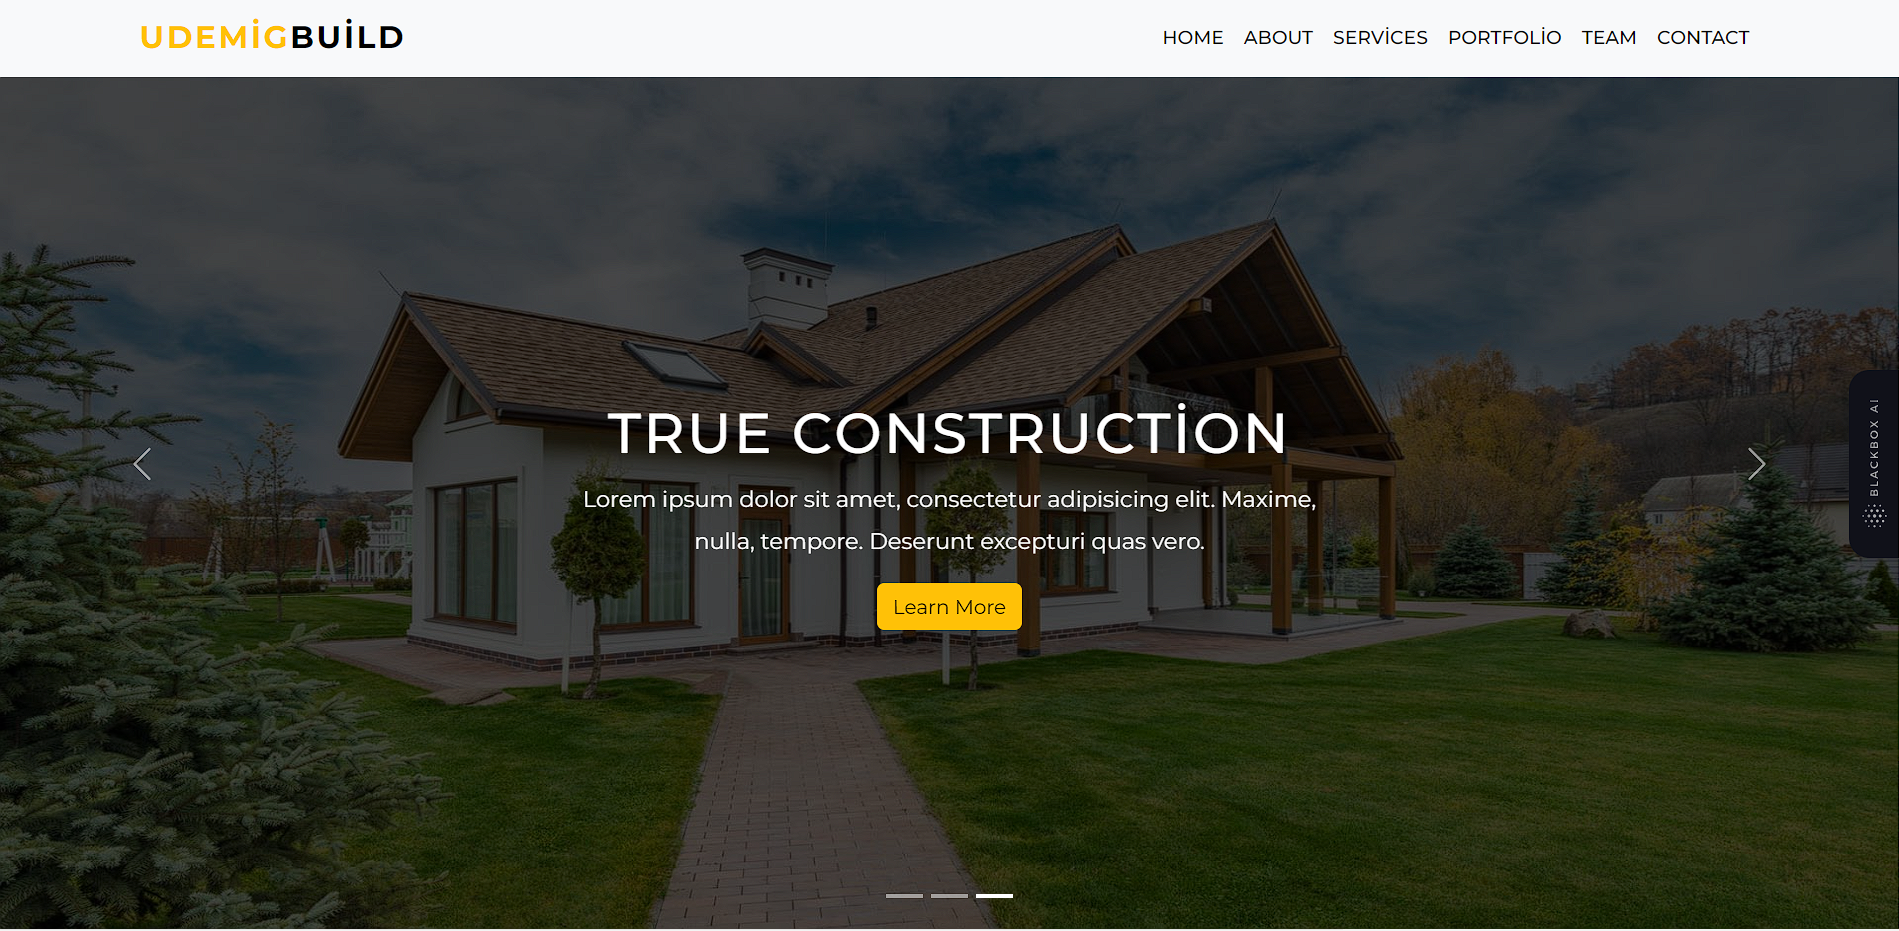 UDEMİGBUİLD
HOME ABOUT SERVİCES PORTFOLİO TEAM CONTACT
TRUE CONSTRUCTİON
Lorem ipsum dolor sit amet, consectetur adipisicing elit. Maxime,
nulla, tempore. Deserunt excepturi quas vero.
Learn More
BLACKBOX AI